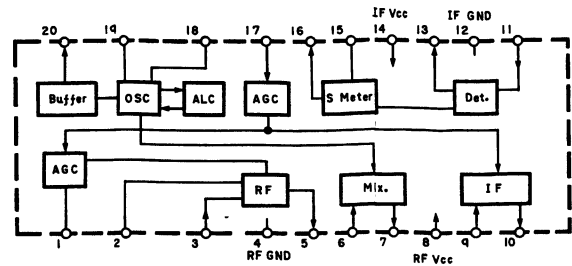 IF Vcc IF GND
20 19 18 17 16 15 14 13 12 11
Buffer OSC ALC AGC S Meter Det.
AGC RF Mix. IF
1 2 3 4 5 6 7 8 9 10
RF GND RF Vcc